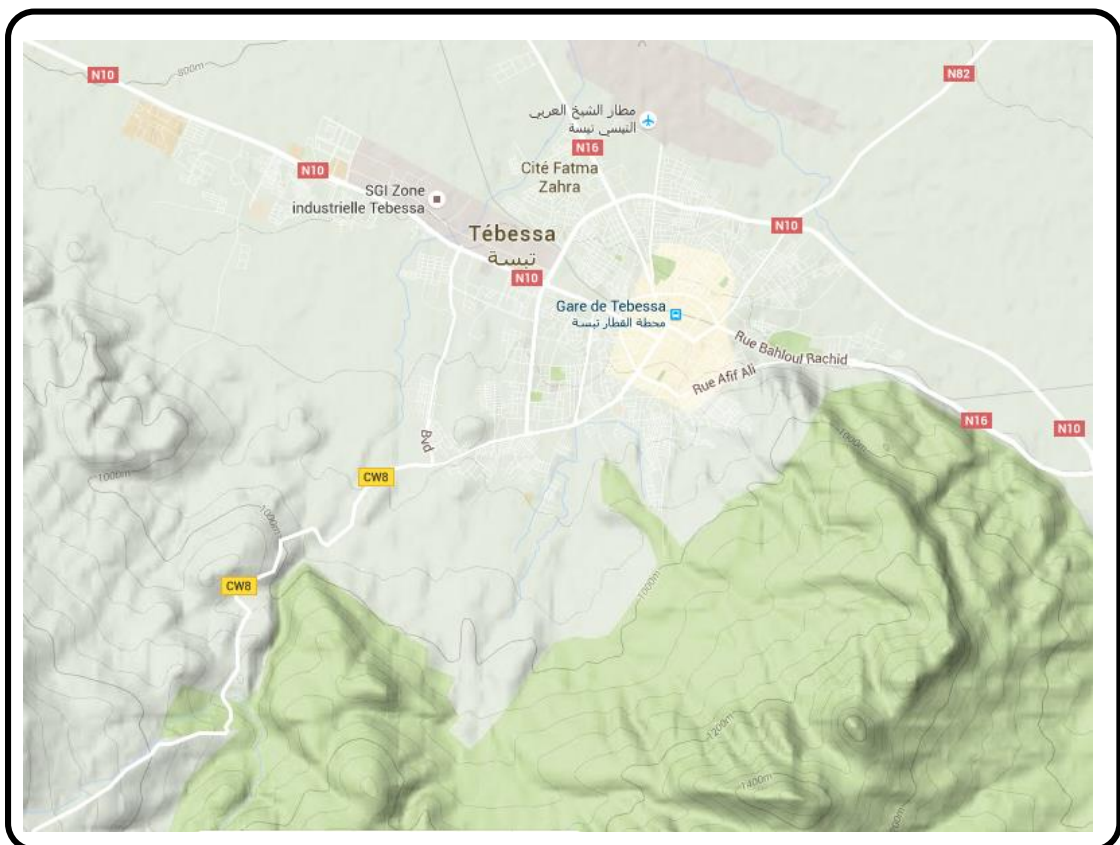 N10
800m
N82
مطار الشيخ العربي
التبسي تبسة
N16
Cité Fatma
Zahra
N10
SGI Zone
industrielle Tebessa
Tébessa
تبسة
N10
N10
Gare de Tebessa
محطة القطار تبسة
Rue Bahloul Rachid
Rue Afif Ali
N16
N10
Bvd
1000m
1000m
CW8
1000m
CW8
1000m
1200m
1400m